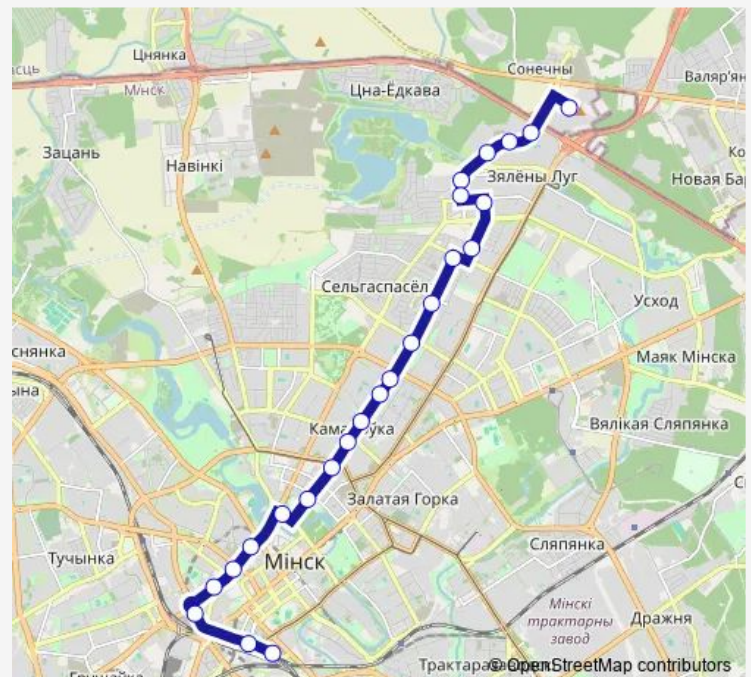 Цнянка
Сонечны
Валяр'ян
Мінск
Цна-Ёдкава
Зацань
Навінкі
Зялёны Луг
Новая Ба
Сельгаспасёл
Усход
снянка
Маяк Мінска
Вялікая Сляпянка
Залатая Горка
Сляпянка
Тучынка
Мінск
Мінскі
трактарны
завод
Дражня
© OpenStreetMap contributors